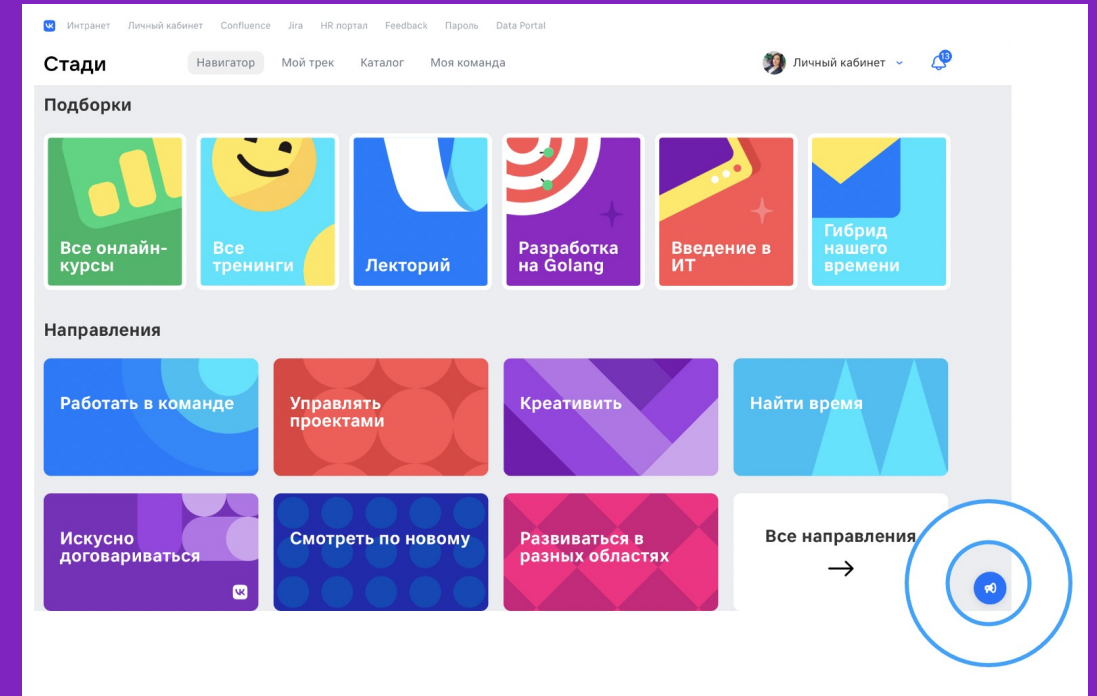 Интранет Личный кабинет Confluence Jira HR портал Feedback Пароль Data Portal
Стади Навигатор Мой трек Каталог Моя команда Личный кабинет 13
Подборки
Все онлайн-
курсы
Все
тренинги
Лекторий
Разработка
на Golang
Введение в
ИТ
Гибрид
нашего
времени
Направления
Работать в команде
Управлять
проектами
Креативить
Найти время
Искусно
договариваться
Смотреть по новому
Развиваться в
разных областях
Все направления